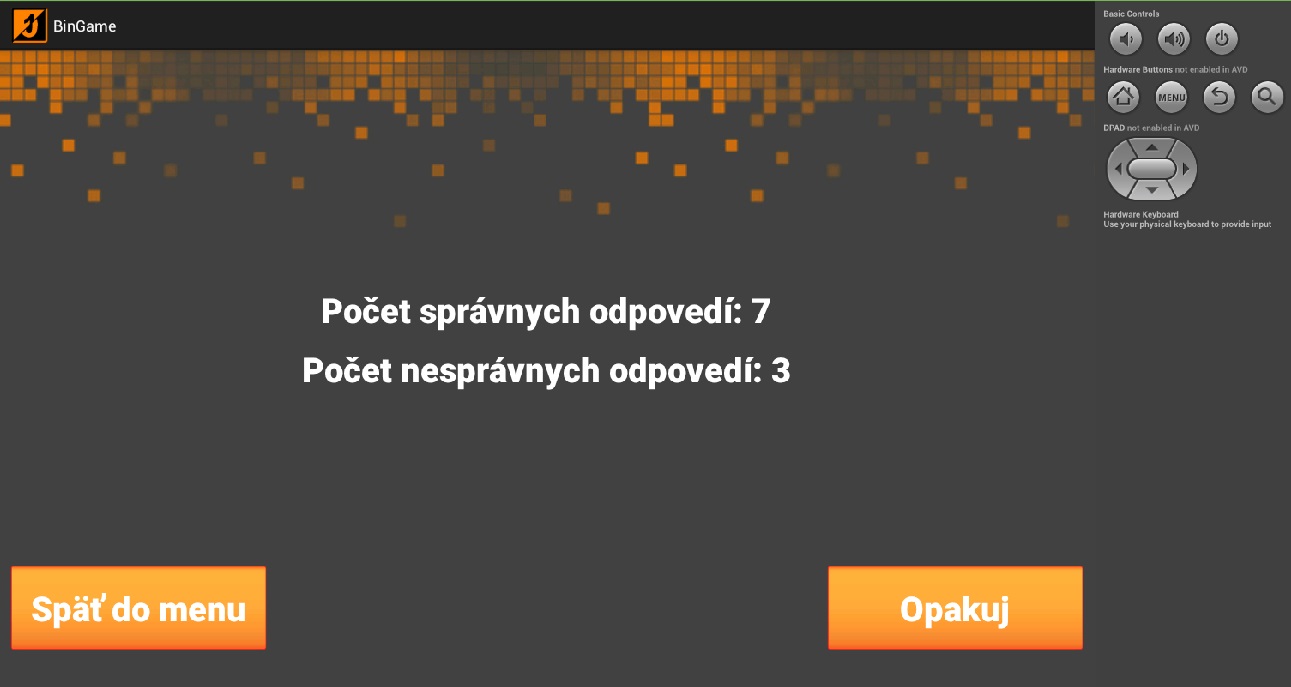 BinGame
Basic Controls
Hardware Buttons not enabled in AVD
MENU
DPAD not enabled in AVD
Hardware Keyboard
Use your physical keyboard to provide input
Počet správnych odpovedí: 7
Počet nesprávnych odpovedí: 3
Späť do menu
Opakuj